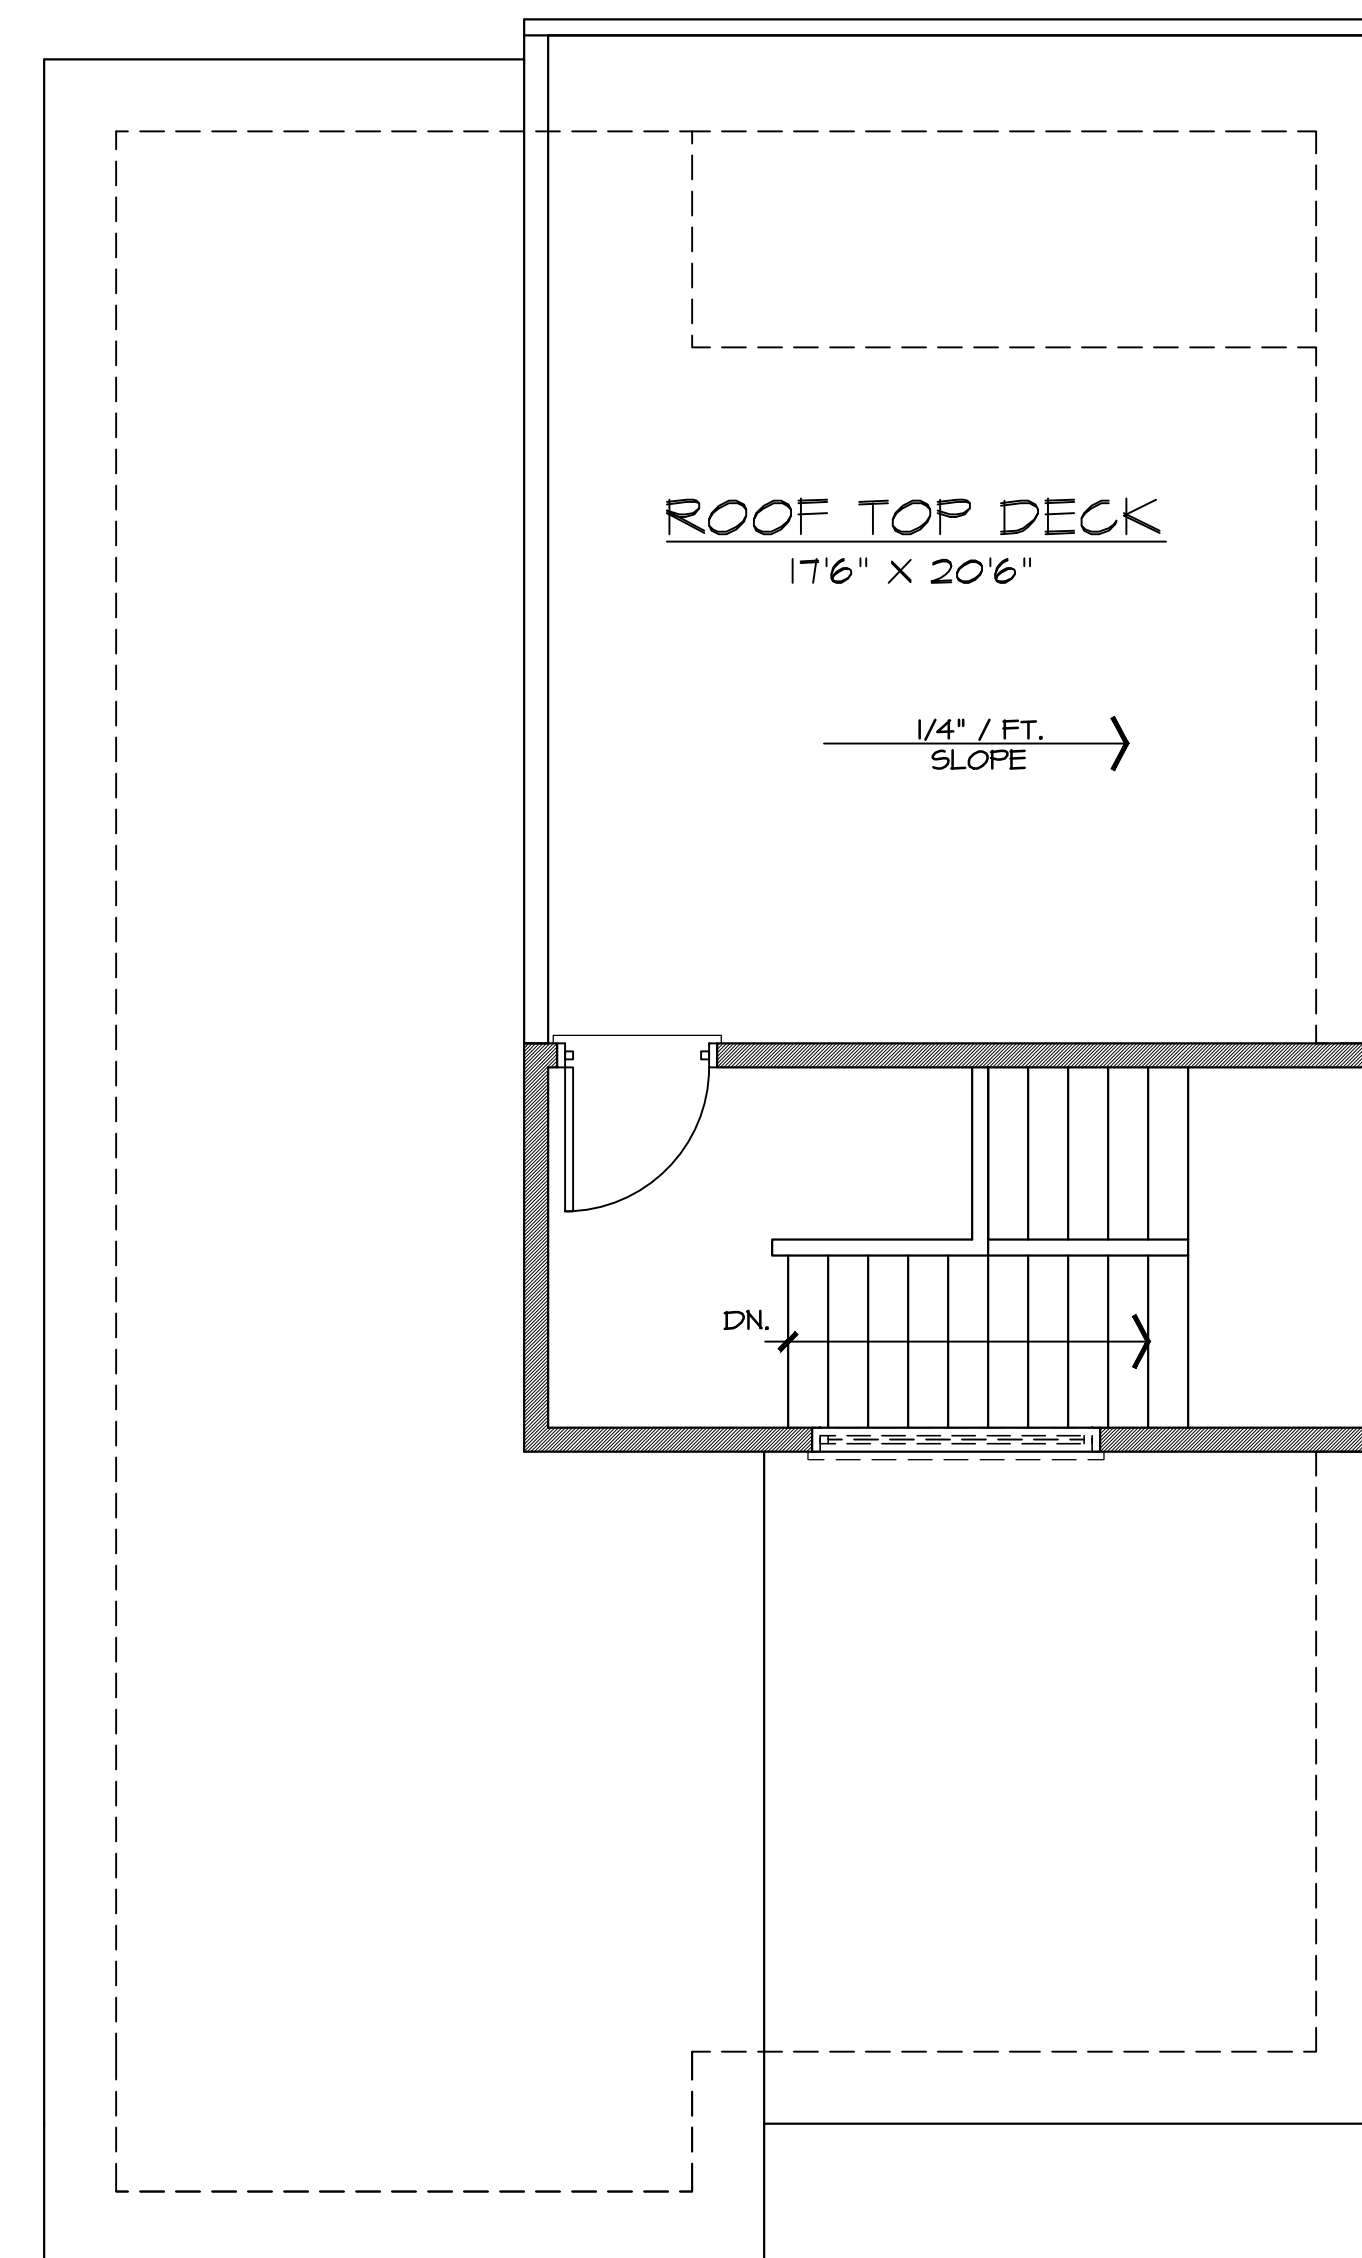 ROOF TOP DECK
17'6" X 20'6"
1/4" / FT.
SLOPE
DN.